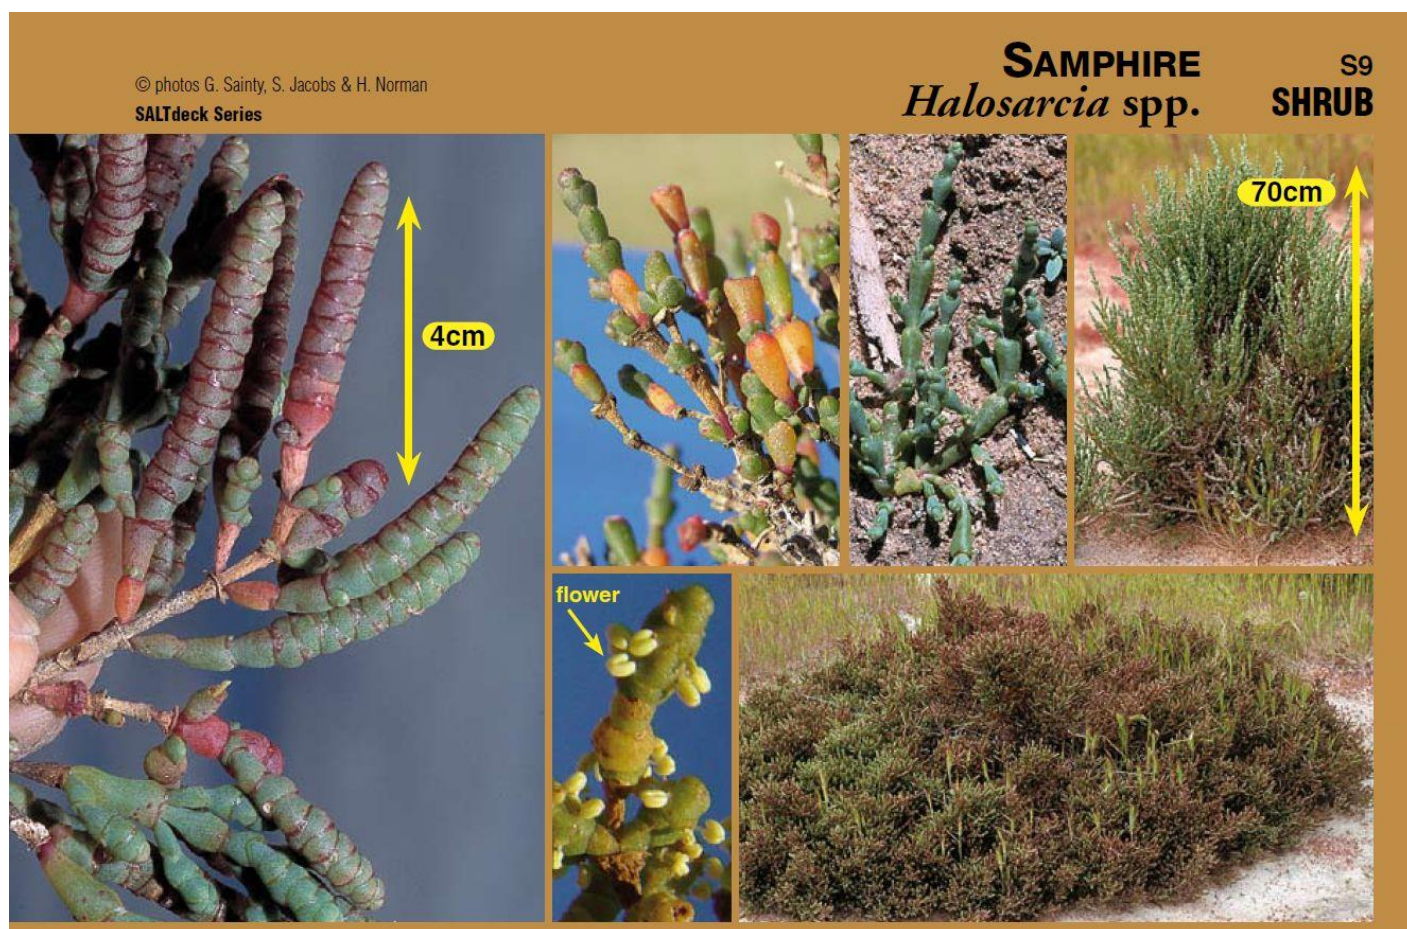 © photos G. Sainty, S. Jacobs & H. Norman
SALTdeck Series
SAMPHIRE
Halosarcia spp.
S9
SHRUB
4cm
70cm
flower